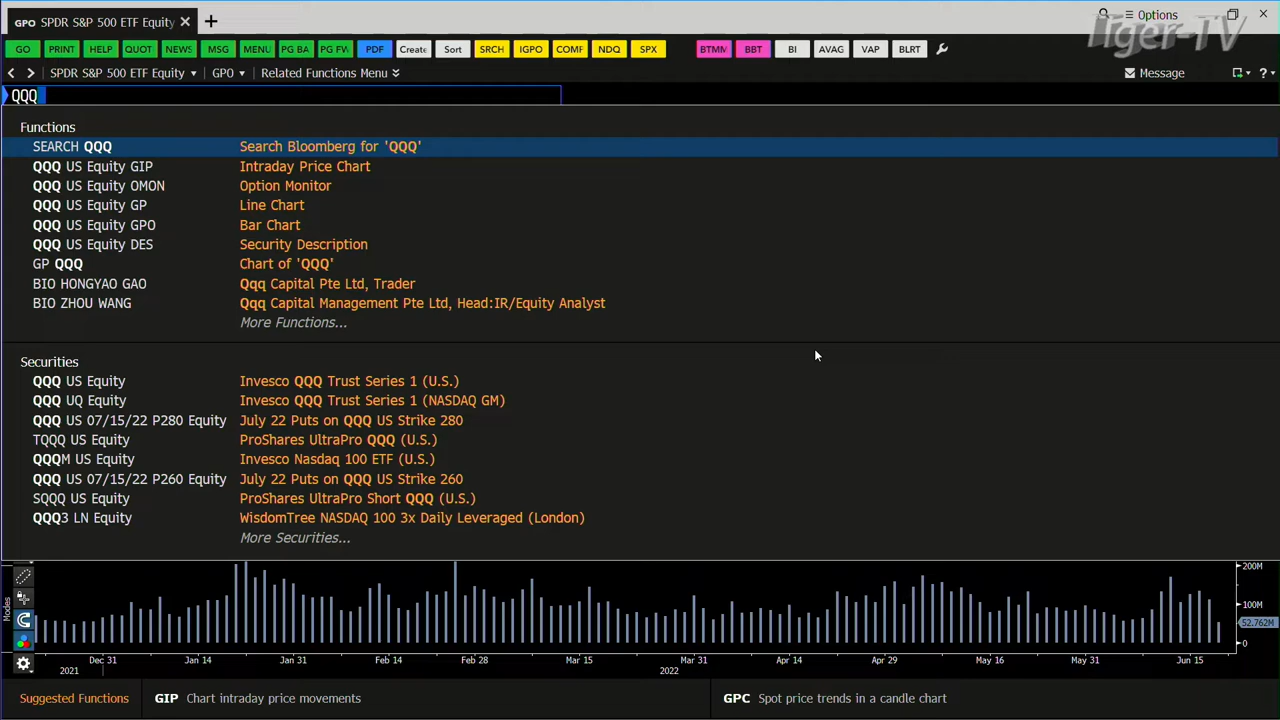 GPO SPDR S&P 500 ETF Equity
Options
Tiger-TV
GO PRINT HELP QUOT NEWS MSG MENU PG BA PG FW PDF Create Sort SRCH IGPO COMF NDQ SPX BTMM BBT BI AVAG VAP BLRT
SPDR S&P 500 ETF Equity GPO Related Functions Menu Message ?
QQQ
Functions
SEARCH QQQ Search Bloomberg for 'QQQ'
QQQ US Equity GIP Intraday Price Chart
QQQ US Equity OMON Option Monitor
QQQ US Equity GP Line Chart
QQQ US Equity GPO Bar Chart
QQQ US Equity DES Security Description
GP QQQ Chart of 'QQQ'
BIO HONGYAO GAO Qqq Capital Pte Ltd, Trader
BIO ZHOU WANG Qqq Capital Management Pte Ltd, Head:IR/Equity Analyst
More Functions...
Securities
QQQ US Equity Invesco QQQ Trust Series 1 (U.S.)
QQQ UQ Equity Invesco QQQ Trust Series 1 (NASDAQ GM)
QQQ US 07/15/22 P280 Equity July 22 Puts on QQQ US Strike 280
TQQQ US Equity ProShares UltraPro QQQ (U.S.)
QQQM US Equity Invesco Nasdaq 100 ETF (U.S.)
QQQ US 07/15/22 P260 Equity July 22 Puts on QQQ US Strike 260
SQQQ US Equity ProShares UltraPro Short QQQ (U.S.)
QQQ3 LN Equity WisdomTree NASDAQ 100 3x Daily Leveraged (London)
More Securities...
Modes
200M
100M
52.762M
0
Dec 31 Jan 14 Jan 31 Feb 14 Feb 28 Mar 15 Mar 31 Apr 14 Apr 29 May 16 May 31 Jun 15
2021 2022
Suggested Functions GIP Chart intraday price movements GPC Spot price trends in a candle chart